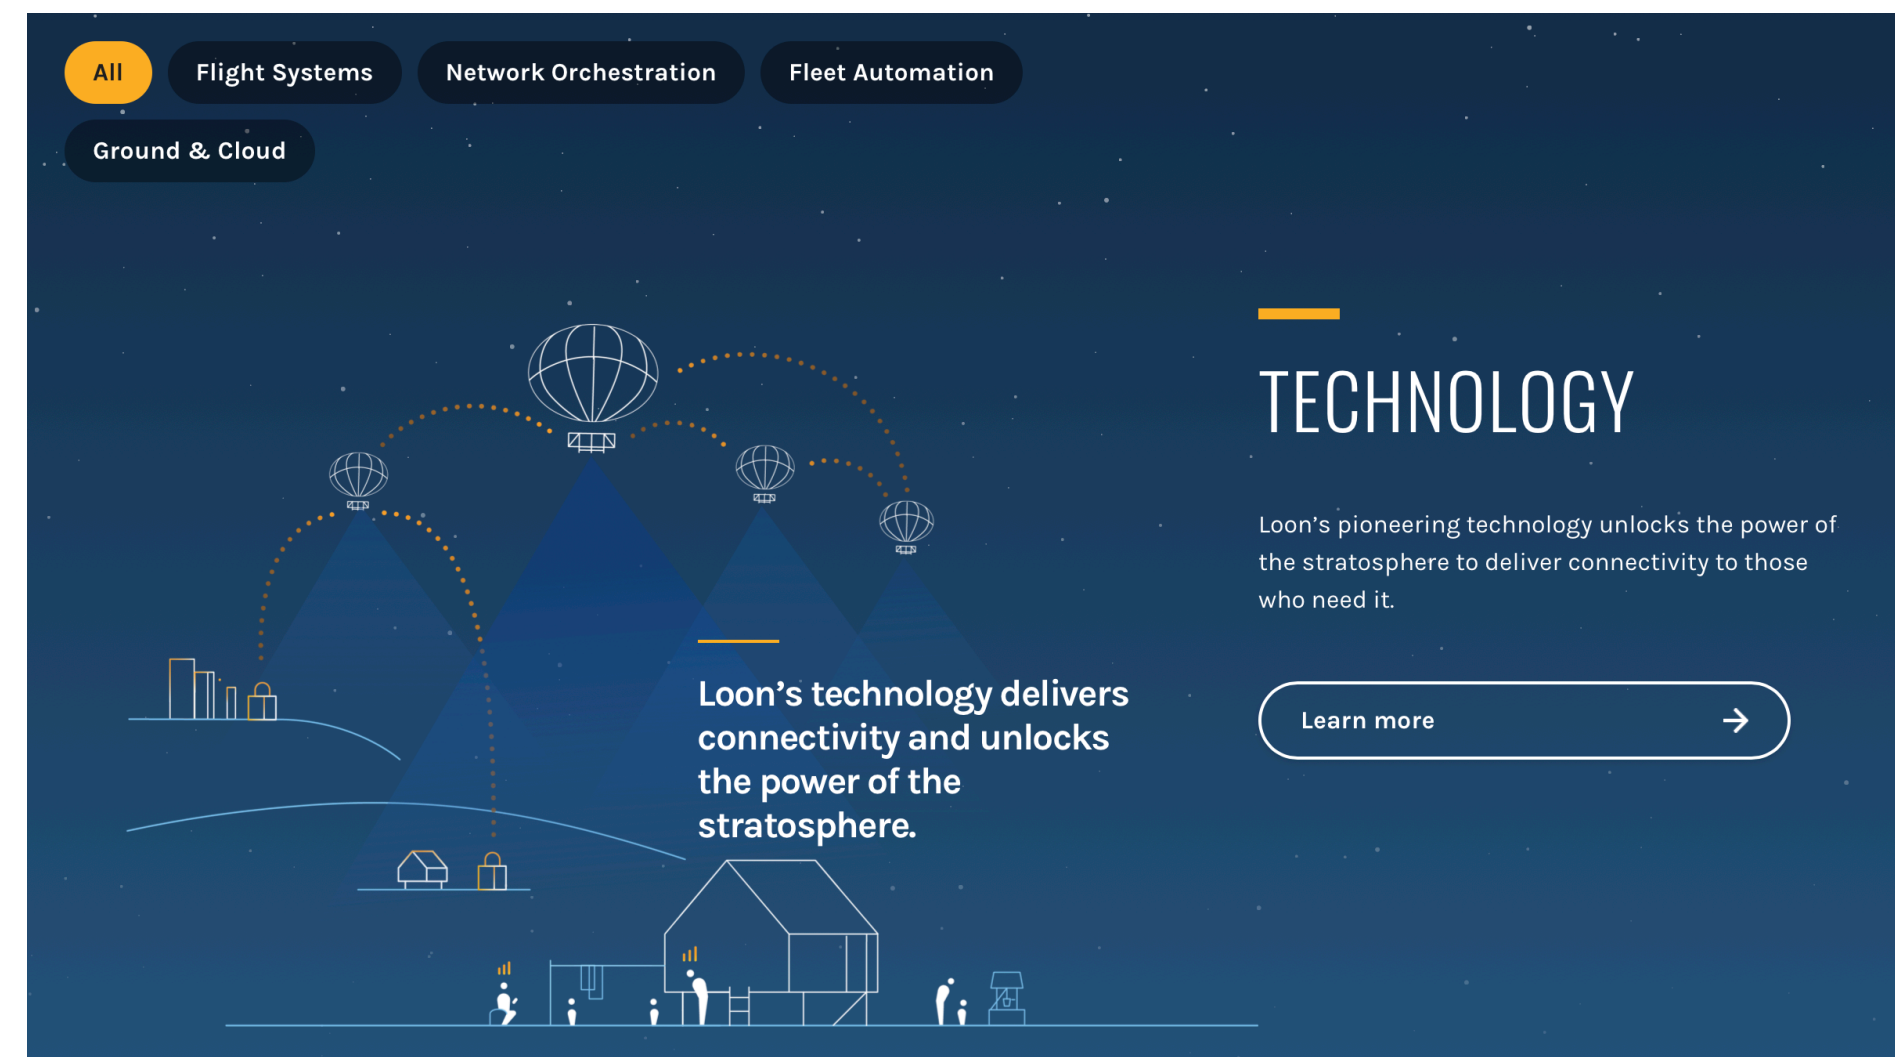 All
Flight Systems
Network Orchestration
Fleet Automation
Ground & Cloud
TECHNOLOGY
Loon’s pioneering technology unlocks the power of
the stratosphere to deliver connectivity to those
who need it.
Learn more
Loon’s technology delivers
connectivity and unlocks
the power of the
stratosphere.